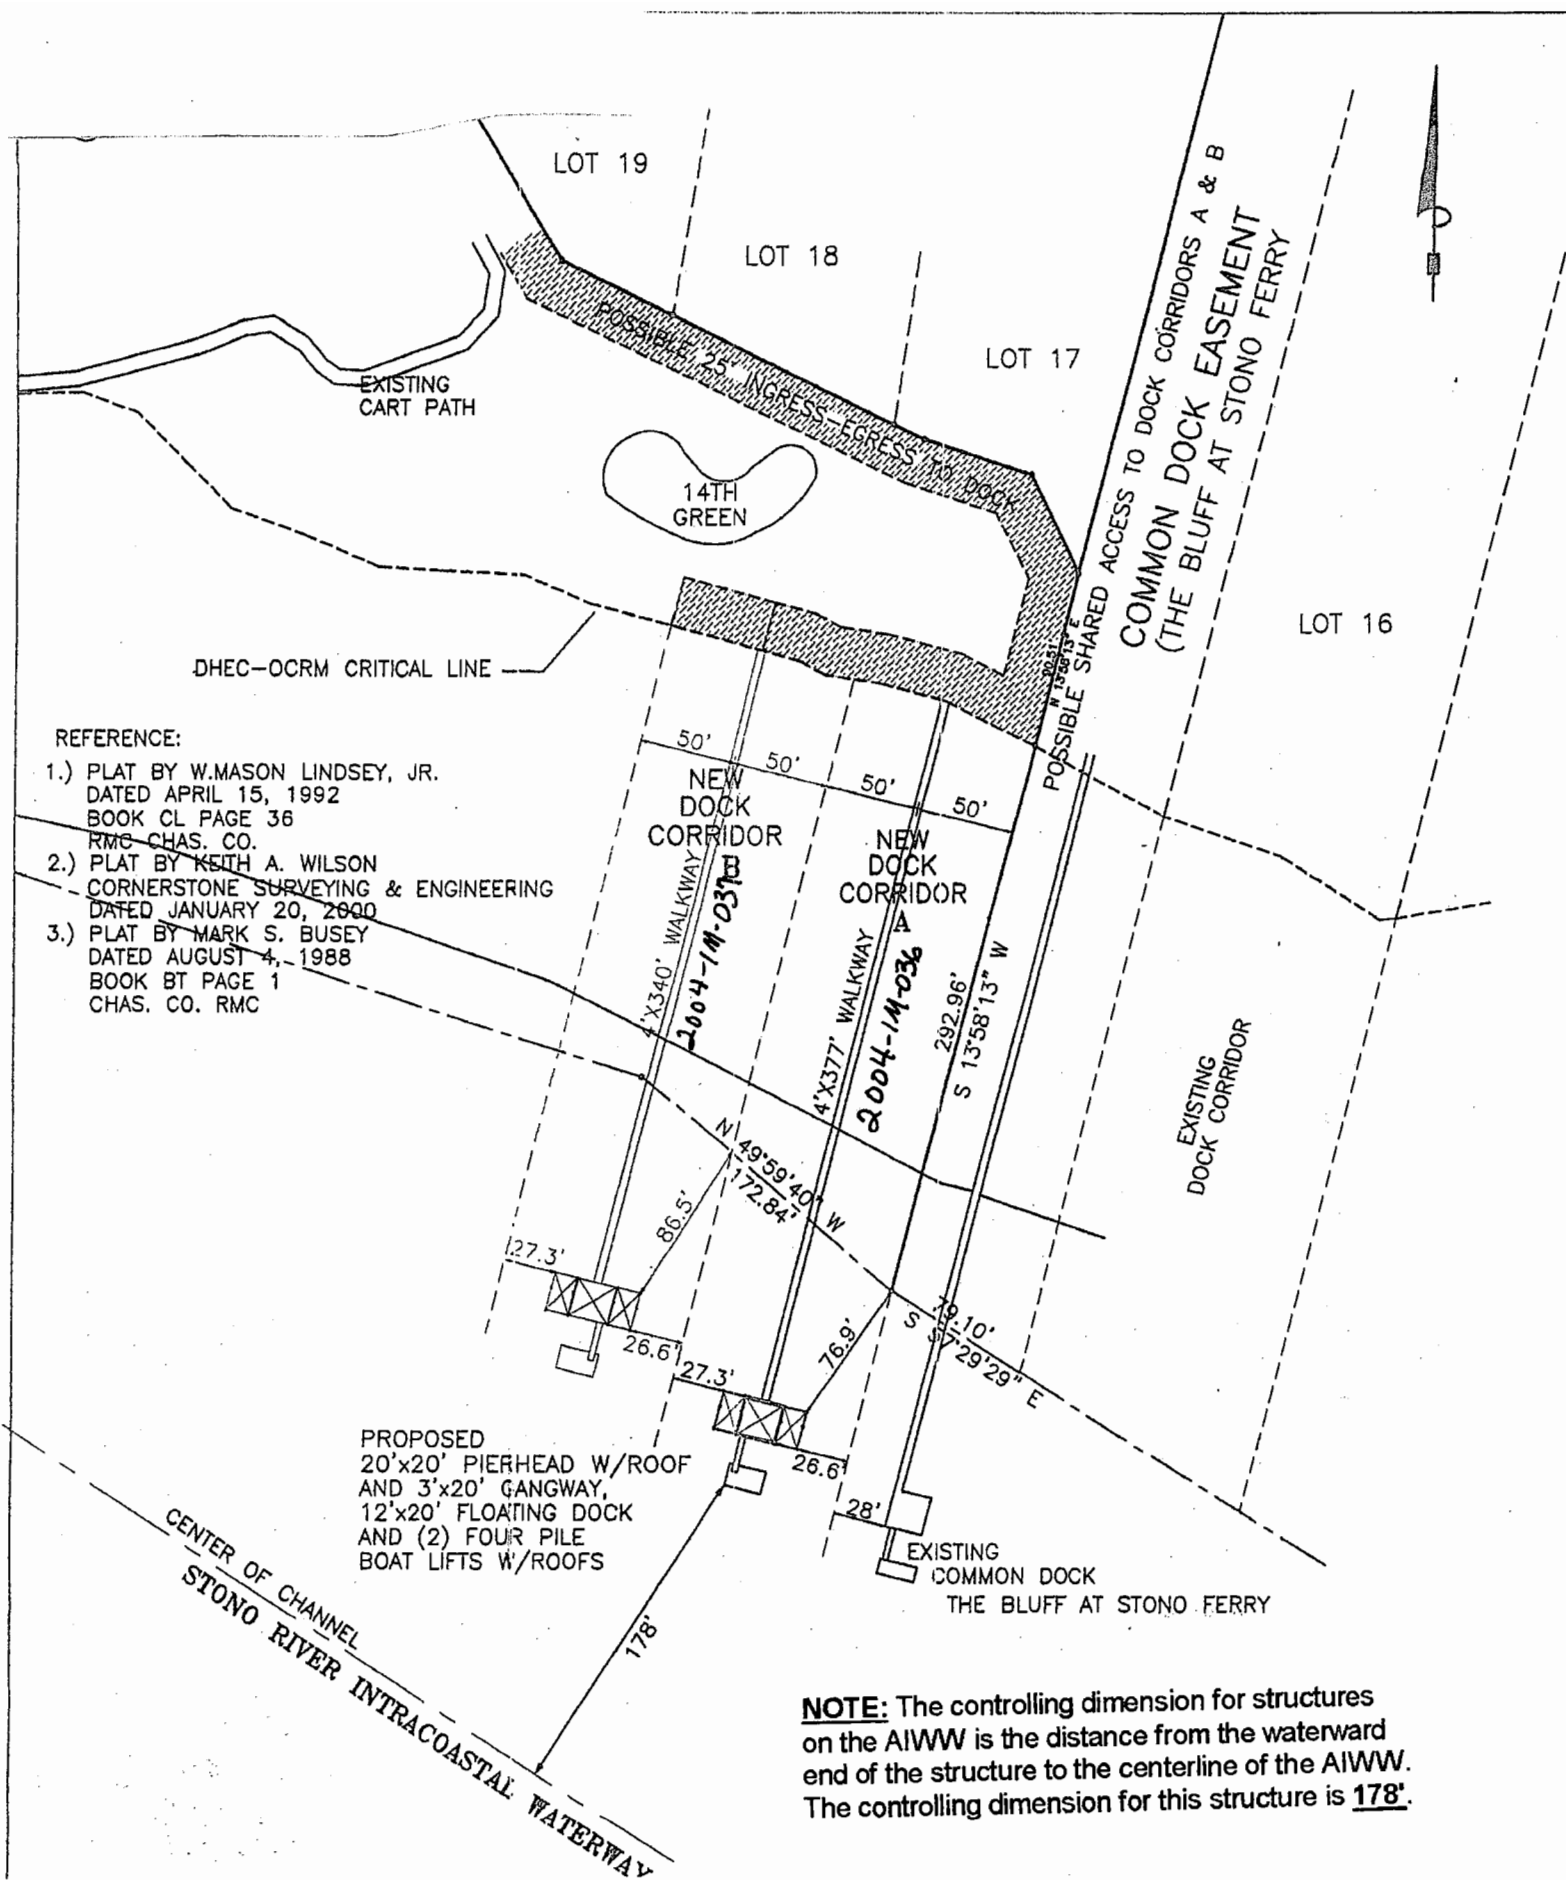 LOT 19
LOT 18
LOT 17
LOT 16
POSSIBLE 25' INGRESS-EGRESS TO DOCK
POSSIBLE SHARED ACCESS TO DOCK CORRIDORS A & B
COMMON DOCK EASEMENT
(THE BLUFF AT STONO FERRY
EXISTING
CART PATH
14TH
GREEN
N 13°58'13" E
DHEC-OCRM CRITICAL LINE
REFERENCE:
1.) PLAT BY W.MASON LINDSEY, JR.
DATED APRIL 15, 1992
BOOK CL PAGE 36
RMC CHAS. CO.
2.) PLAT BY KEITH A. WILSON
CORNERSTONE SURVEYING & ENGINEERING
DATED JANUARY 20, 2000
3.) PLAT BY MARK S. BUSEY
DATED AUGUST 4, 1988
BOOK BT PAGE 1
CHAS. CO. RMC
50'
50'
50'
50'
NEW
DOCK
CORRIDOR
B
NEW
DOCK
CORRIDOR
A
4'X340' WALKWAY
2004-1M-037
4'X377' WALKWAY
2004-1M-036
292.96'
S 13°58'13" W
EXISTING
DOCK CORRIDOR
N 49°59'40" W
172.84'
86.5'
27.3'
26.6'
27.3'
76.9'
26.6'
79.10'
S 57°29'29" E
28'
PROPOSED
20'x20' PIERHEAD W/ROOF
AND 3'x20' GANGWAY,
12'x20' FLOATING DOCK
AND (2) FOUR PILE
BOAT LIFTS W/ROOFS
EXISTING
COMMON DOCK
THE BLUFF AT STONO FERRY
178'
CENTER OF CHANNEL
STONO RIVER INTRACOASTAL WATERWAY
NOTE: The controlling dimension for structures
on the AIWW is the distance from the waterward
end of the structure to the centerline of the AIWW.
The controlling dimension for this structure is 178'.